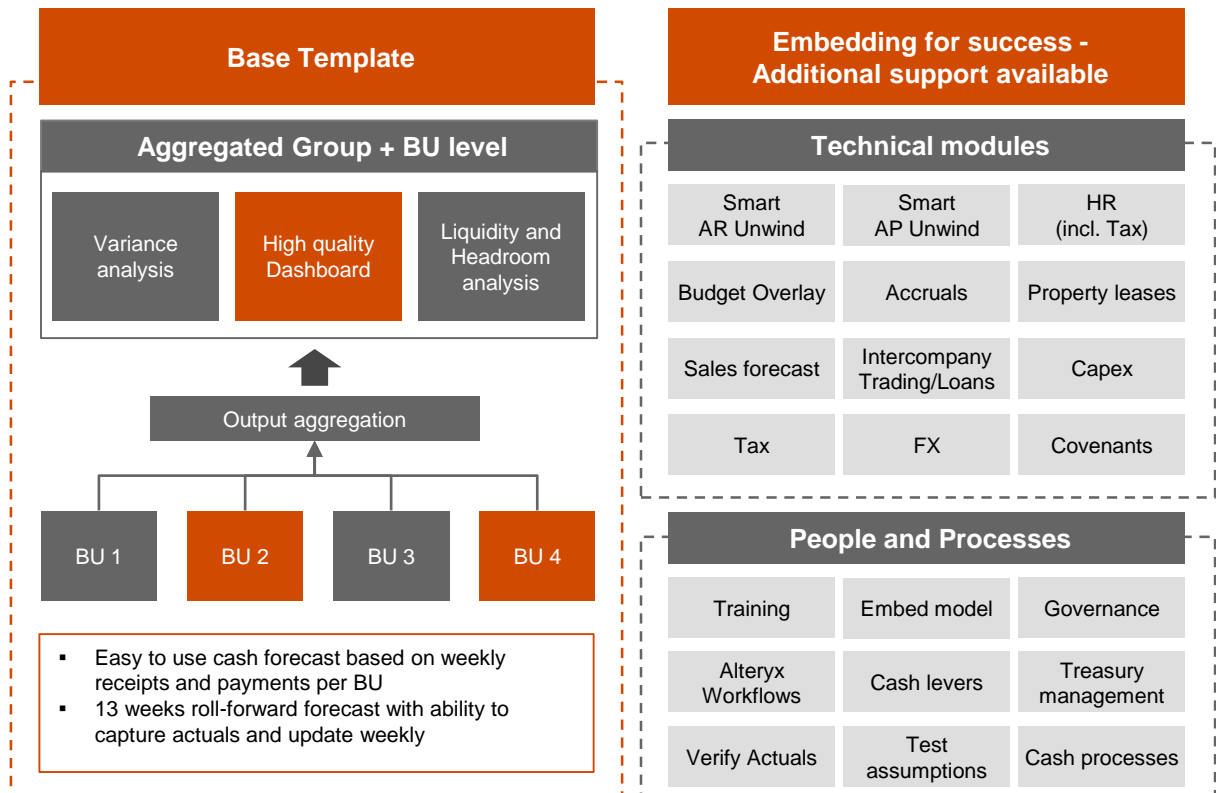 Base Template
Aggregated Group + BU level
Variance
analysis
High quality
Dashboard
Liquidity and
Headroom
analysis
Output aggregation
BU 1
BU 2
BU 3
BU 4
▪ Easy to use cash forecast based on weekly
receipts and payments per BU
▪ 13 weeks roll-forward forecast with ability to
capture actuals and update weekly
Embedding for success -
Additional support available
Technical modules
Smart
AR Unwind
Smart
AP Unwind
HR
(incl. Tax)
Budget Overlay
Accruals
Property leases
Sales forecast
Intercompany
Trading/Loans
Capex
Tax
FX
Covenants
People and Processes
Training
Embed model
Governance
Alteryx
Workflows
Cash levers
Treasury
management
Verify Actuals
Test
assumptions
Cash processes